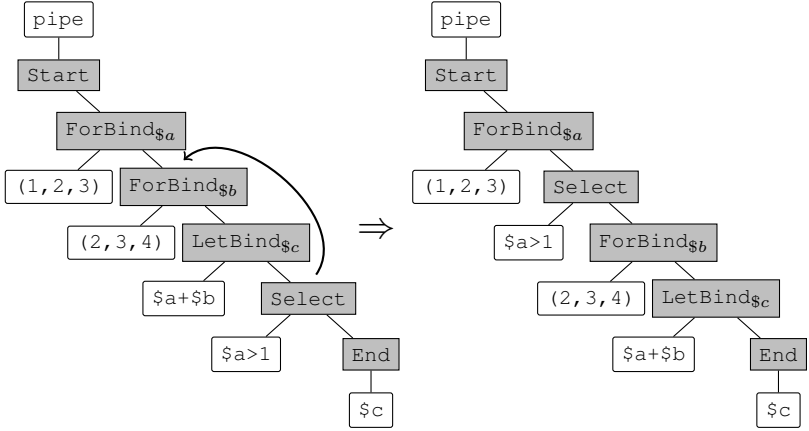 pipe
Start
ForBind$a
(1,2,3)
ForBind$b
(2,3,4)
LetBind$c
$a+$b
Select
$a>1
End
$c
⇒
pipe
Start
ForBind$a
(1,2,3)
Select
$a>1
ForBind$b
(2,3,4)
LetBind$c
$a+$b
End
$c